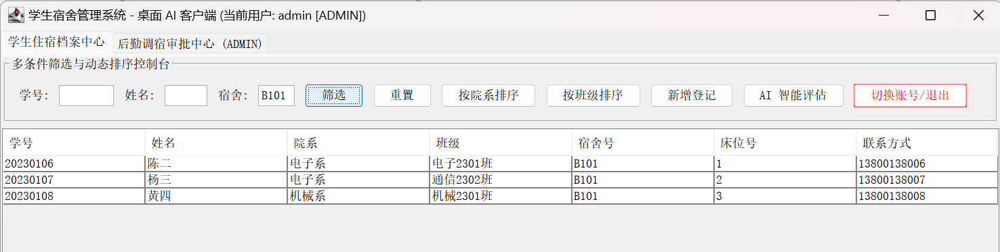 学生宿舍管理系统 - 桌面 AI 客户端 (当前用户: admin [ADMIN])
学生住宿档案中心 后勤调宿审批中心 (ADMIN)
多条件筛选与动态排序控制台
学号: 姓名: 宿舍: B101 筛选 重置 按院系排序 按班级排序 新增登记 AI 智能评估 切换账号/退出
学号 姓名 院系 班级 宿舍号 床位号 联系方式
20230106 陈二 电子系 电子2301班 B101 1 13800138006
20230107 杨三 电子系 通信2302班 B101 2 13800138007
20230108 黄四 机械系 机械2301班 B101 3 13800138008